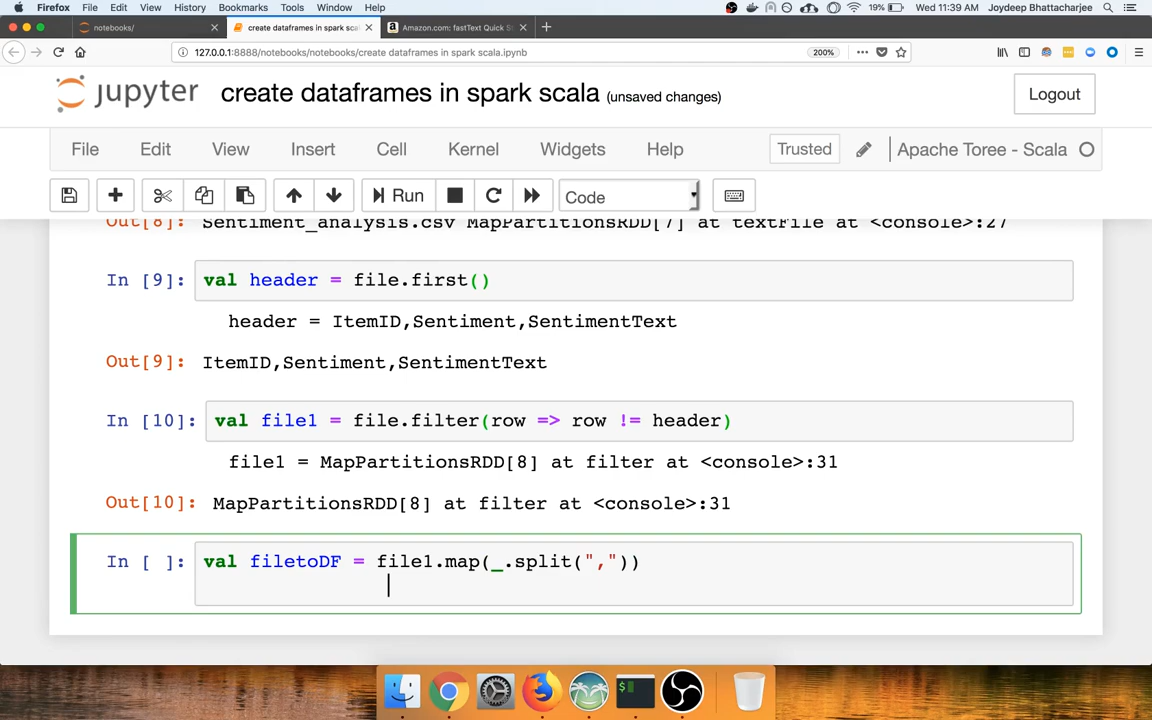 Firefox File Edit View History Bookmarks Tools Window Help 19% Wed 11:39 AM Joydeep Bhattacharjee
notebooks/ create dataframes in spark scala Amazon.com: fastText Quick St
127.0.0.1:8888/notebooks/notebooks/create dataframes in spark scala.ipynb 200%
jupyter create dataframes in spark scala (unsaved changes) Logout
File Edit View Insert Cell Kernel Widgets Help Trusted Apache Toree - Scala
Run Code
Out[8]: Sentiment_analysis.csv MapPartitionsRDD[7] at textFile at <console>:27
In [9]: val header = file.first()
header = ItemID,Sentiment,SentimentText
Out[9]: ItemID,Sentiment,SentimentText
In [10]: val file1 = file.filter(row => row != header)
file1 = MapPartitionsRDD[8] at filter at <console>:31
Out[10]: MapPartitionsRDD[8] at filter at <console>:31
In [ ]: val filetoDF = file1.map(_.split(","))